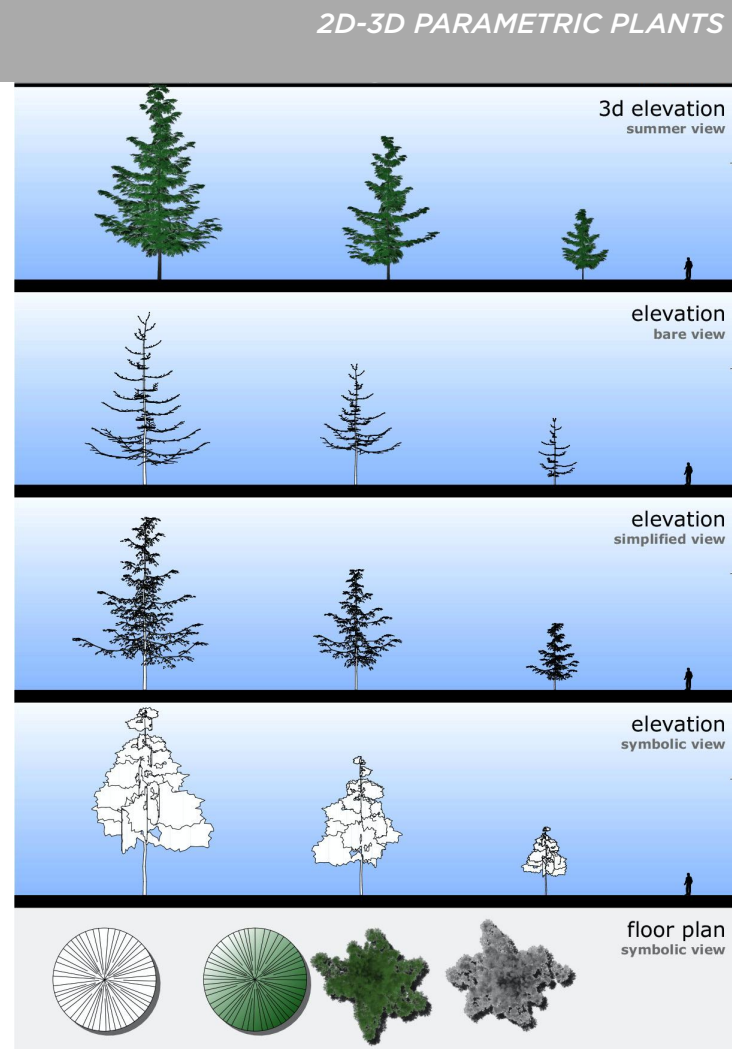 2D-3D PARAMETRIC PLANTS
3d elevation
summer view
elevation
bare view
elevation
simplified view
elevation
symbolic view
floor plan
symbolic view